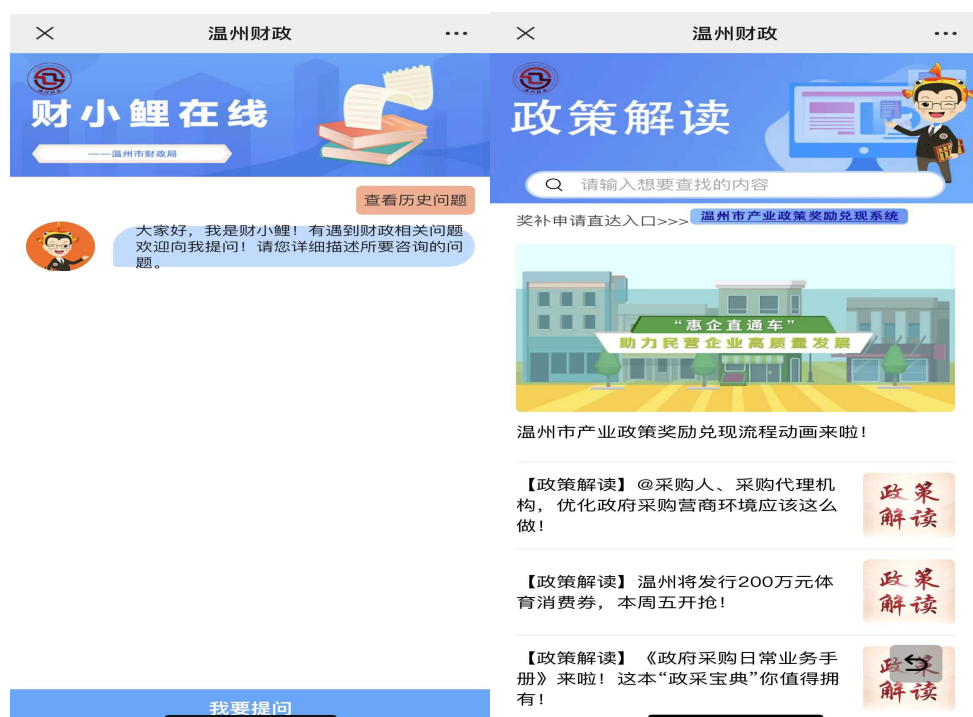 温州财政
财小鲤在线
——温州市财政局
查看历史问题
大家好，我是财小鲤！有遇到财政相关问题
欢迎向我提问！请您详细描述所要咨询的问
题。
我要提问
温州财政
政策解读
请输入想要查找的内容
奖补申请直达入口>>> 温州市产业政策奖励兑现系统
“惠企直通车”
助力民营企业高质量发展
温州市产业政策奖励兑现流程动画来啦！
【政策解读】@采购人、采购代理机
构，优化政府采购营商环境应该这么
做！
政策
解读
【政策解读】温州将发行200万元体
育消费券，本周五开抢！
政策
解读
【政策解读】《政府采购日常业务手
册》来啦！这本“政采宝典”你值得拥
有！
政策
解读